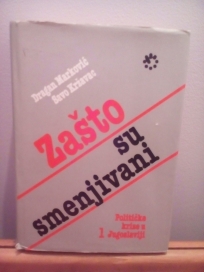 Dragan Marković
Savo Kržavac
Zašto
su
smenjivani
Političke
krize u
1 Jugoslaviji